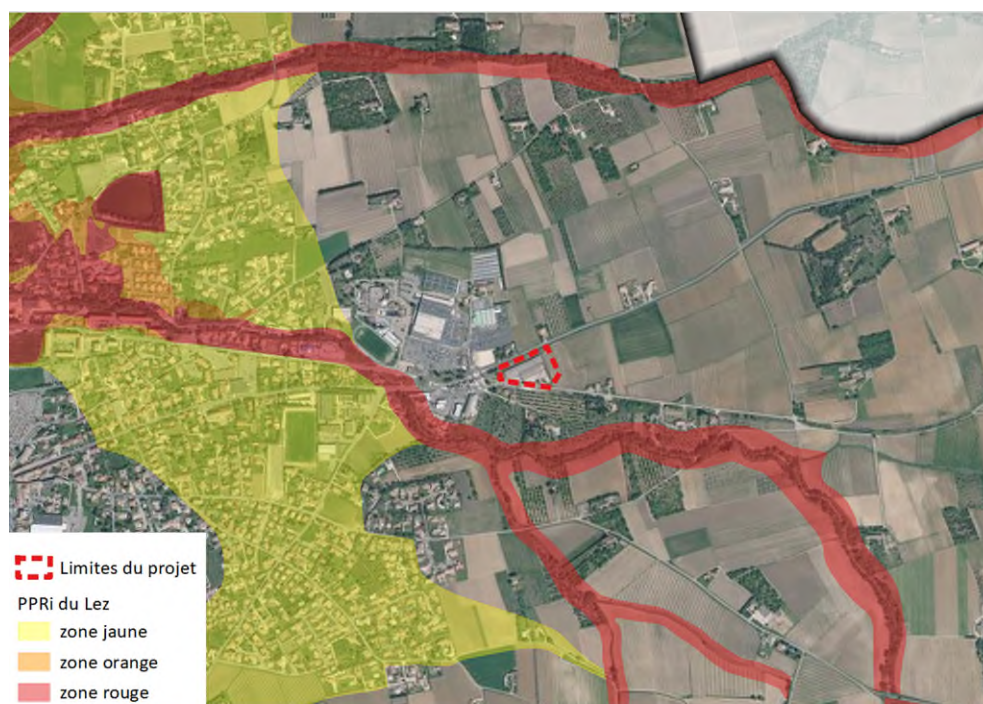 Limites du projet
PPRi du Lez
zone jaune
zone orange
zone rouge